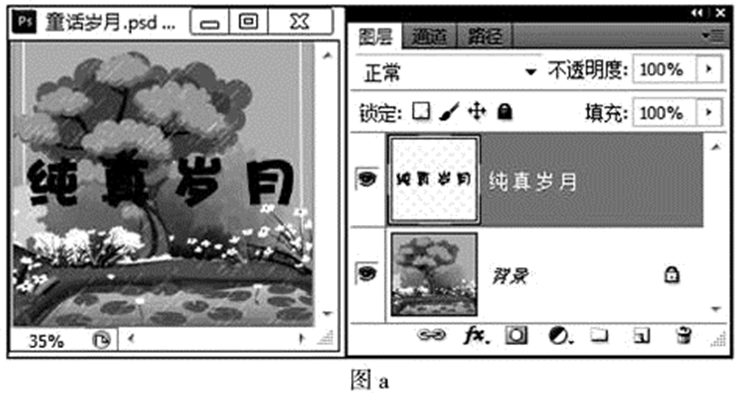 Ps 童话岁月.psd ...
纯真岁月
35%
图层 通道 路径
正常 不透明度: 100%
锁定: 填充: 100%
纯真岁月 纯真岁月
背景
fx.
图 a